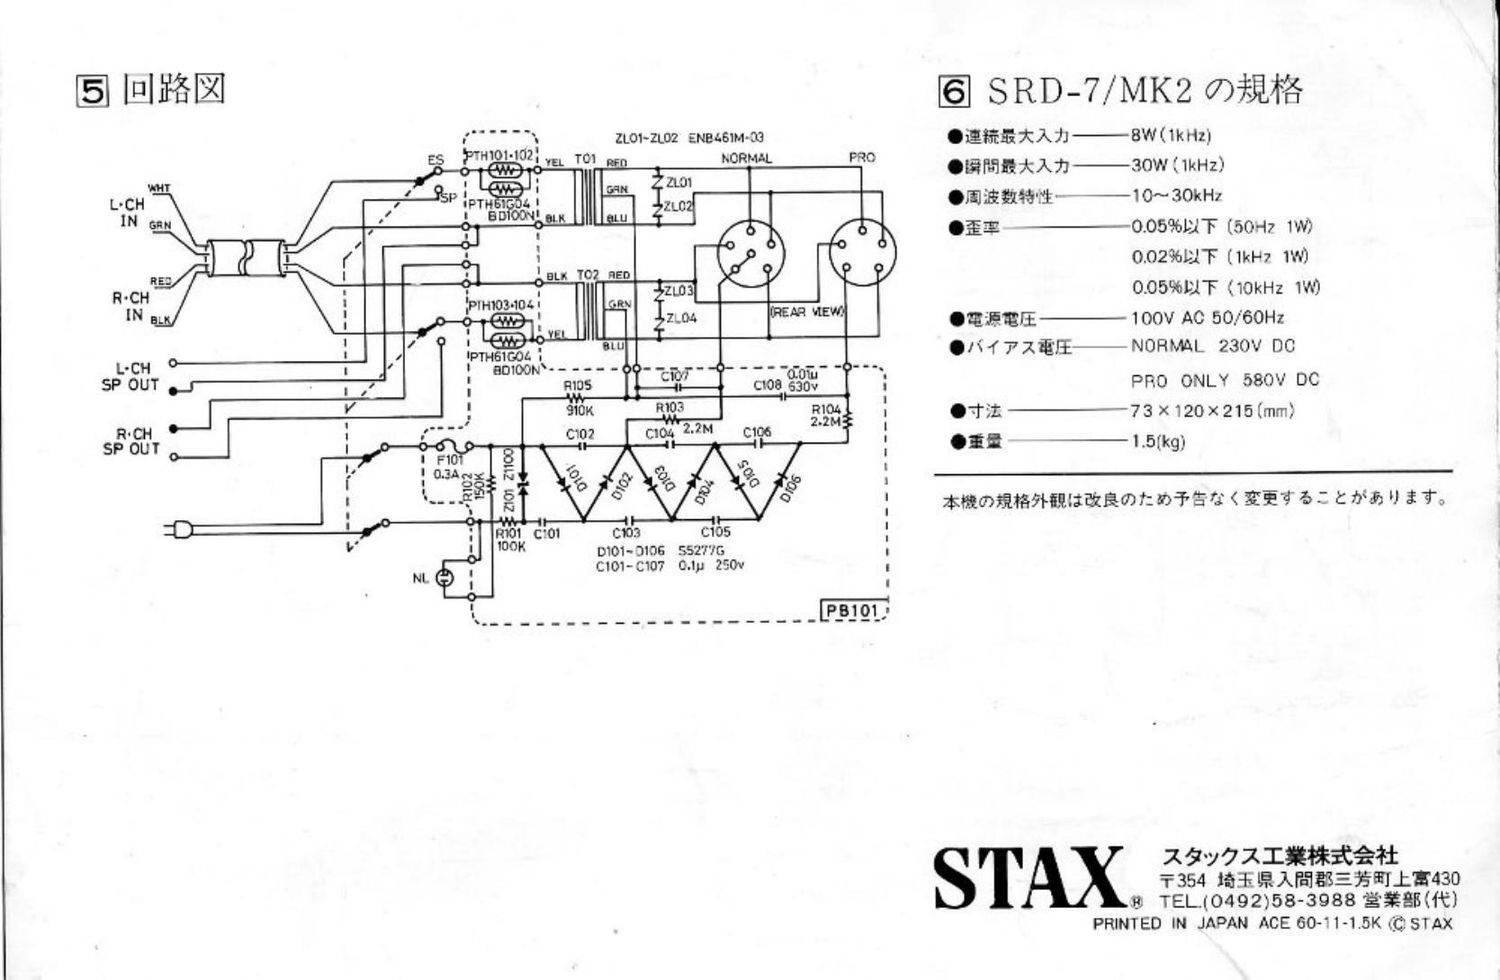 5 回路図
ZL01~ZL02 ENB461M-03
ES
PTH101・102
YEL
T01
RED
NORMAL
PRO
WHT
L・CH
IN
GRN
SP
PTH61G04
BD100N
GRN
ZL01
ZL02
BLK
BLU
RED
R・CH
IN
BLK
BLK
T02
RED
PTH103・104
GRN
ZL03
ZL04
(REAR VIEW)
YEL
BLU
PTH61G04
BD100N
L・CH
SP OUT
R・CH
SP OUT
R105
910K
C107
C108
0.01μ
630v
R103
2.2M
R104
2.2M
C102
C104
C106
F101
0.3A
R102
150K
Z101 Z1100
D101
D102
D103
D104
D105
D106
R101
100K
C101
C103
C105
D101~D106 S5277G
C101~C107 0.1μ 250v
NL
PB101
6 SRD-7/MK2 の規格
●連続最大入力―――8W(1kHz)
●瞬間最大入力―――30W(1kHz)
●周波数特性―――10~30kHz
●歪率―――0.05%以下 (50Hz 1W)
0.02%以下 (1kHz 1W)
0.05%以下 (10kHz 1W)
●電源電圧―――100V AC 50/60Hz
●バイアス電圧―――NORMAL 230V DC
PRO ONLY 580V DC
●寸法―――73×120×215(mm)
●重量―――1.5(kg)
本機の規格外観は改良のため予告なく変更することがあります。
STAX® スタックス工業株式会社
〒354 埼玉県入間郡三芳町上富430
TEL.(0492)58-3988 営業部(代)
PRINTED IN JAPAN ACE 60-11-1.5K Ⓒ STAX